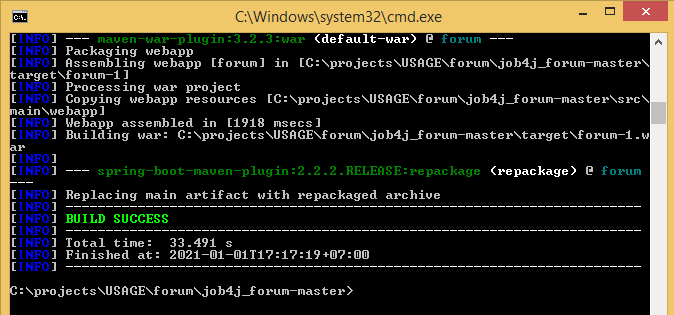 C:\Windows\system32\cmd.exe
[INFO] --- maven-war-plugin:3.2.3:war (default-war) @ forum ---
[INFO] Packaging webapp
[INFO] Assembling webapp [forum] in [C:\projects\USAGE\forum\job4j_forum-master\
target\forum-1]
[INFO] Processing war project
[INFO] Copying webapp resources [C:\projects\USAGE\forum\job4j_forum-master\src\
main\webapp]
[INFO] Webapp assembled in [1918 msecs]
[INFO] Building war: C:\projects\USAGE\forum\job4j_forum-master\target\forum-1.w
ar
[INFO]
[INFO] --- spring-boot-maven-plugin:2.2.2.RELEASE:repackage (repackage) @ forum
---
[INFO] Replacing main artifact with repackaged archive
[INFO] ------------------------------------------------------------------------
[INFO] BUILD SUCCESS
[INFO] ------------------------------------------------------------------------
[INFO] Total time:  33.491 s
[INFO] Finished at: 2021-01-01T17:17:19+07:00
[INFO] ------------------------------------------------------------------------
C:\projects\USAGE\forum\job4j_forum-master>